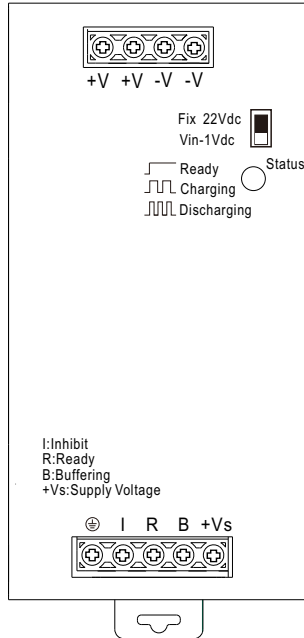 +V +V -V -V
Fix 22Vdc
Vin-1Vdc
Status
Ready
Charging
Discharging
I:Inhibit
R:Ready
B:Buffering
+Vs:Supply Voltage
I R B +Vs